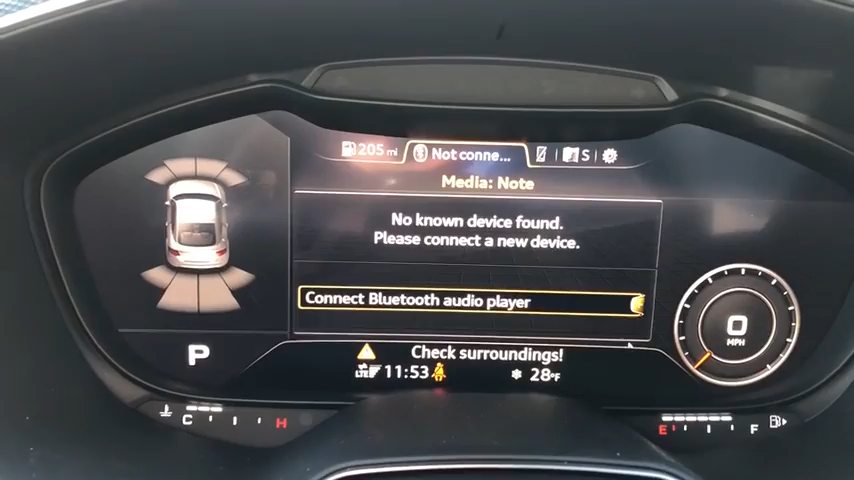 205 mi
Not conne...
S
Media: Note
No known device found.
Please connect a new device.
Connect Bluetooth audio player
0
MPH
P
Check surroundings!
LTE 11:53
28°F
C H
E F